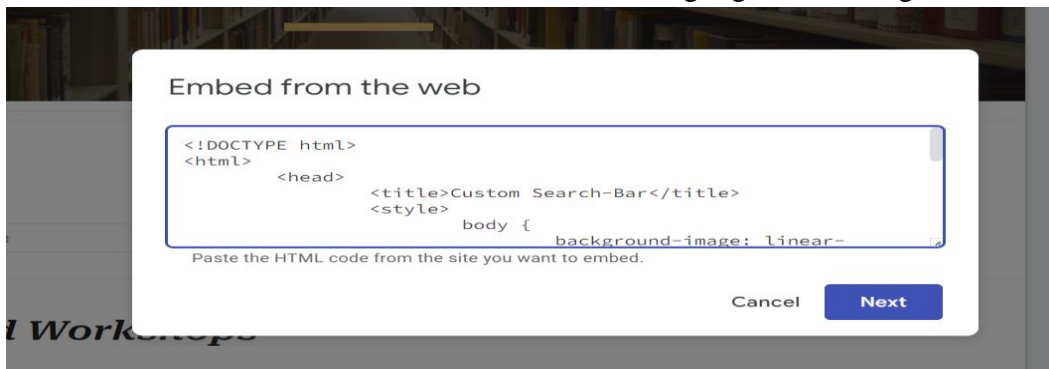 Embed from the web
<!DOCTYPE html>
<html>
<head>
<title>Custom Search-Bar</title>
<style>
body {
background-image: linear-
Paste the HTML code from the site you want to embed.
Cancel Next
d Workshops